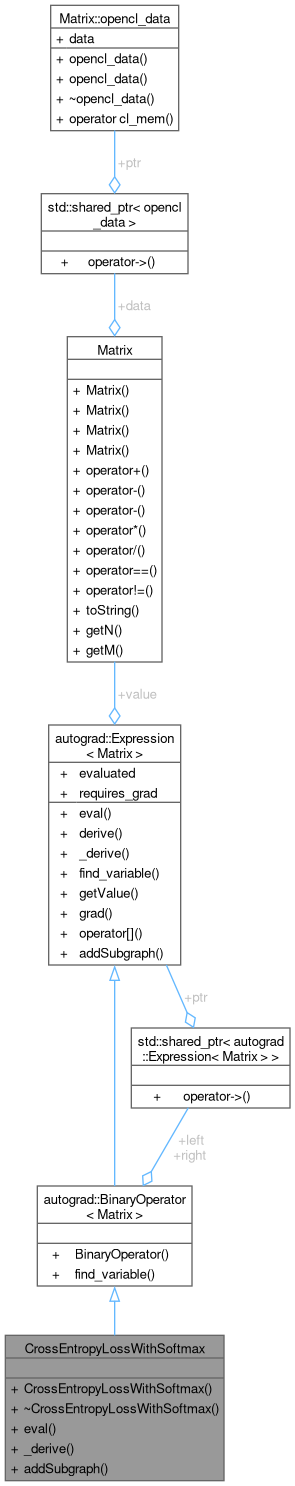 Matrix::opencl_data
+ data
+ opencl_data()
+ opencl_data()
+ ~opencl_data()
+ operator cl_mem()
+ptr
std::shared_ptr< opencl
_data >
+ operator->()
+data
Matrix
+ Matrix()
+ Matrix()
+ Matrix()
+ Matrix()
+ operator+()
+ operator-()
+ operator-()
+ operator*()
+ operator/()
+ operator==()
+ operator!=()
+ toString()
+ getN()
+ getM()
+value
autograd::Expression
< Matrix >
+ evaluated
+ requires_grad
+ eval()
+ derive()
+ _derive()
+ find_variable()
+ getValue()
+ grad()
+ operator[]()
+ addSubgraph()
+ptr
std::shared_ptr< autograd
::Expression< Matrix > >
+ operator->()
+left
+right
autograd::BinaryOperator
< Matrix >
+ BinaryOperator()
+ find_variable()
CrossEntropyLossWithSoftmax
+ CrossEntropyLossWithSoftmax()
+ ~CrossEntropyLossWithSoftmax()
+ eval()
+ _derive()
+ addSubgraph()